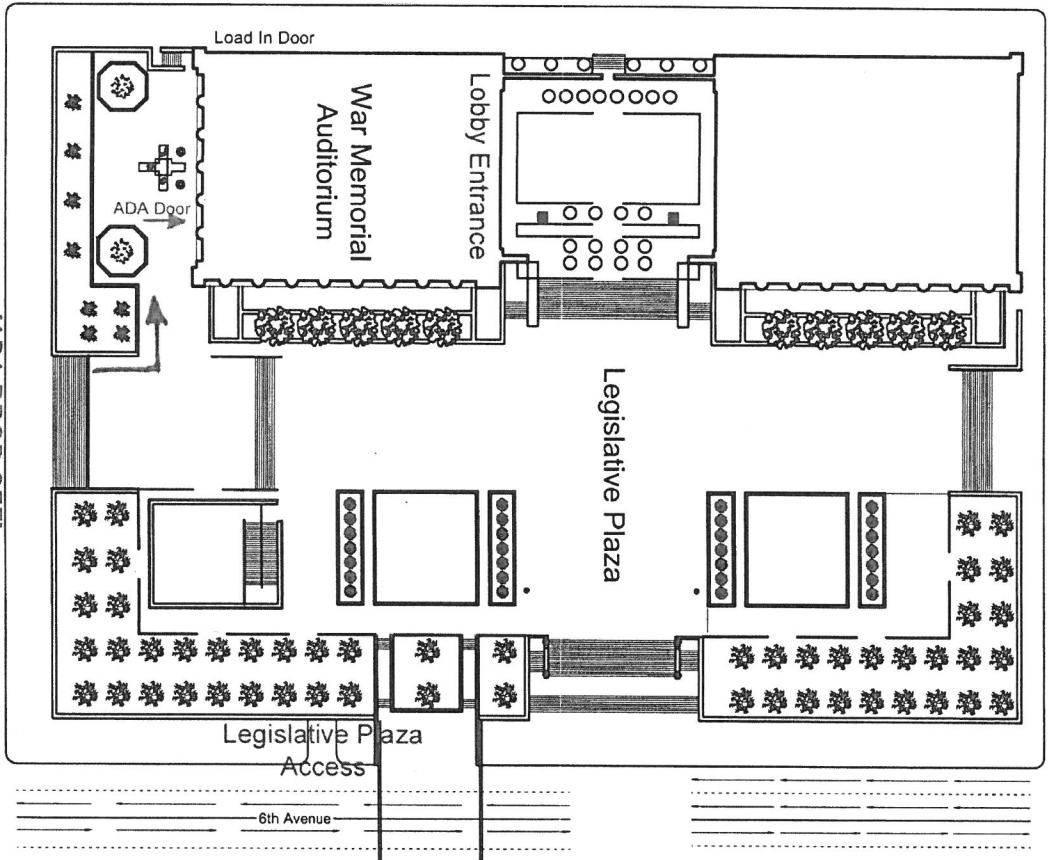 Load In Door
War Memorial
Auditorium
Lobby Entrance
ADA Door
Legislative Plaza
Legislative Plaza
Access
6th Avenue